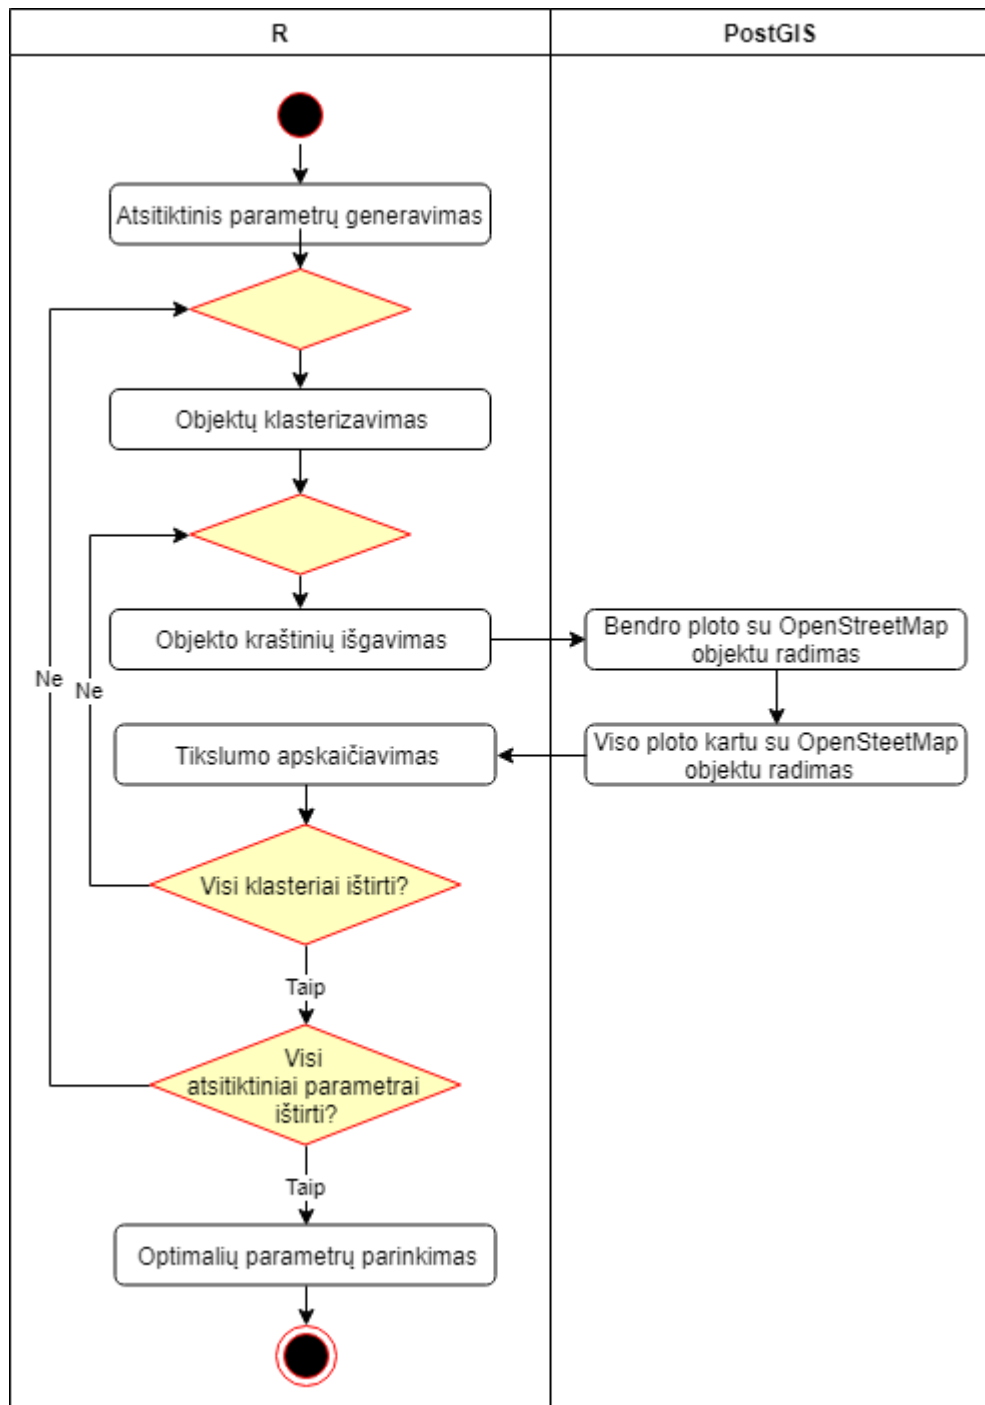 R
PostGIS
Atsitiktinis parametrų generavimas
Objektų klasterizavimas
Objekto kraštinių išgavimas
Bendro ploto su OpenStreetMap
objektu radimas
Ne
Ne
Tikslumo apskaičiavimas
Viso ploto kartu su OpenSteetMap
objektu radimas
Visi klasteriai ištirti?
Taip
Visi
atsitiktiniai parametrai
ištirti?
Taip
Optimalių parametrų parinkimas